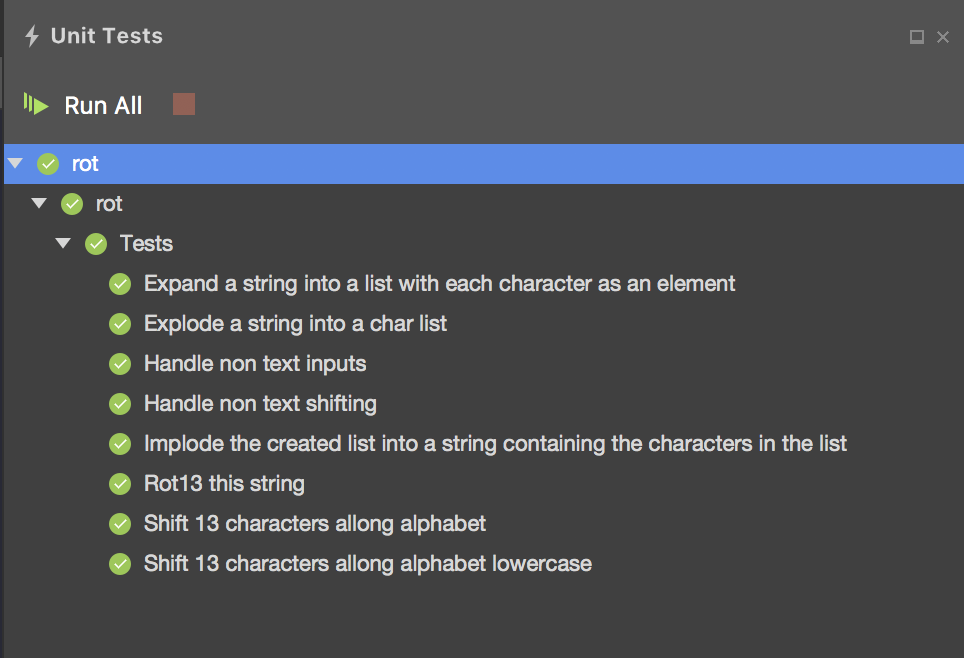 Unit Tests
Run All
rot
rot
Tests
Expand a string into a list with each character as an element
Explode a string into a char list
Handle non text inputs
Handle non text shifting
Implode the created list into a string containing the characters in the list
Rot13 this string
Shift 13 characters allong alphabet
Shift 13 characters allong alphabet lowercase